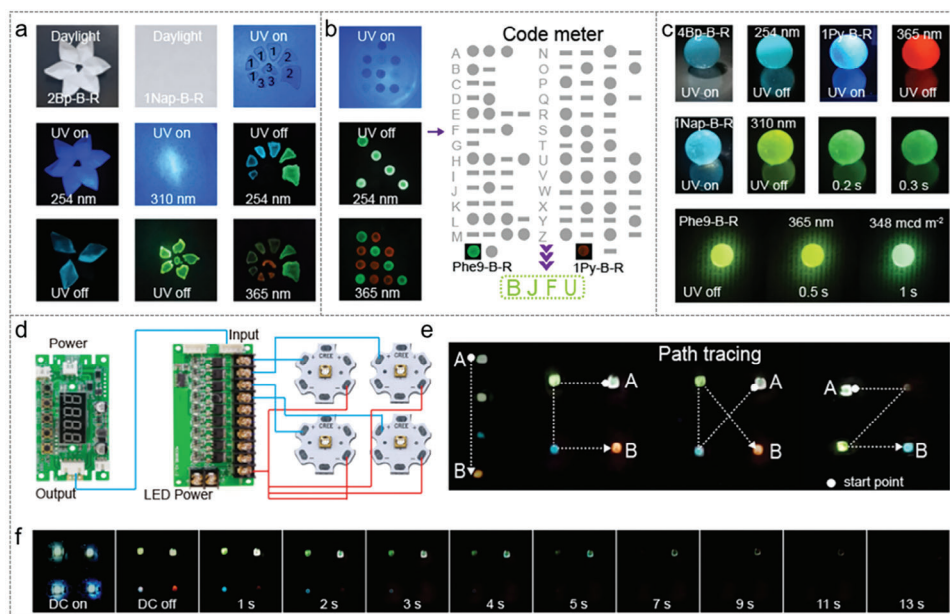 a
Daylight
2Bp-B-R
Daylight
1Nap-B-R
UV on
1 1 2
1 2
3 3
UV on
254 nm
UV on
310 nm
UV off
254 nm
UV off
UV off
365 nm
b
UV on
UV off
254 nm
365 nm
Code meter
A
B
C
D
E
F
G
H
I
J
K
L
M
N
O
P
Q
R
S
T
U
V
W
X
Y
Z
Phe9-B-R
1Py-B-R
B J F U
c
4Bp-B-R
UV on
254 nm
UV off
1Py-B-R
UV on
365 nm
UV off
1Nap-B-R
UV on
310 nm
UV off
0.2 s
0.3 s
Phe9-B-R
UV off
365 nm
0.5 s
348 mcd m⁻²
1 s
d
Power
Output
Input
LED Power
CREE
CREE
CREE
CREE
e
Path tracing
A
B
A
B
A
B
A
B
start point
f
DC on
DC off
1 s
2 s
3 s
4 s
5 s
7 s
9 s
11 s
13 s